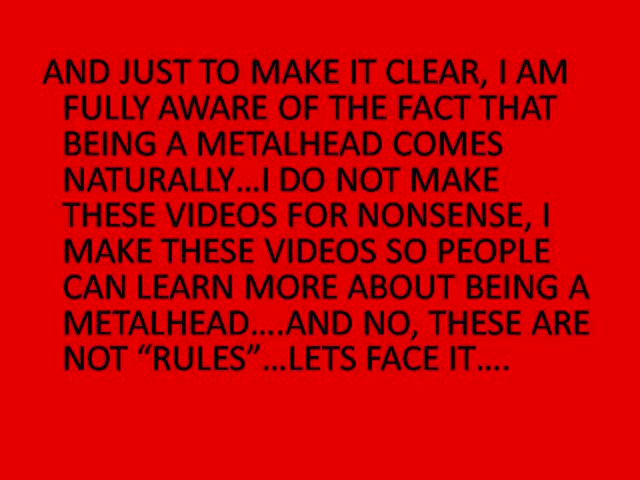 AND JUST TO MAKE IT CLEAR, I AM
FULLY AWARE OF THE FACT THAT
BEING A METALHEAD COMES
NATURALLY...I DO NOT MAKE
THESE VIDEOS FOR NONSENSE, I
MAKE THESE VIDEOS SO PEOPLE
CAN LEARN MORE ABOUT BEING A
METALHEAD....AND NO, THESE ARE
NOT “RULES”...LETS FACE IT....